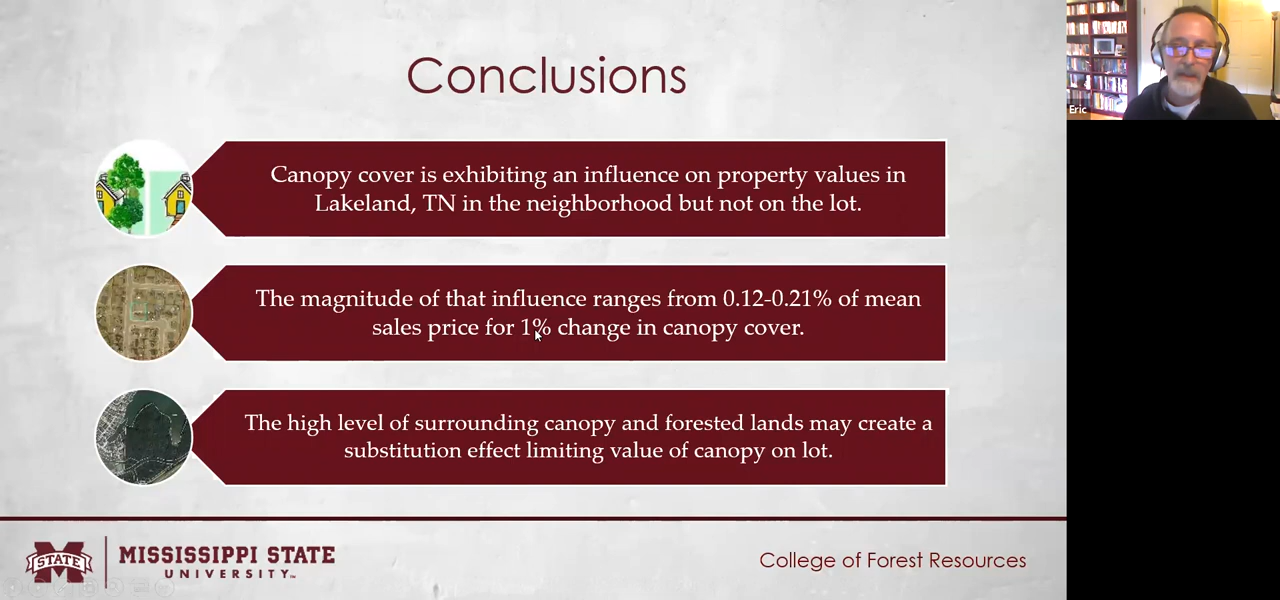 Conclusions
Eric
Canopy cover is exhibiting an influence on property values in
Lakeland, TN in the neighborhood but not on the lot.
The magnitude of that influence ranges from 0.12-0.21% of mean
sales price for 1% change in canopy cover.
The high level of surrounding canopy and forested lands may create a
substitution effect limiting value of canopy on lot.
STATE
MISSISSIPPI STATE
UNIVERSITY™
College of Forest Resources